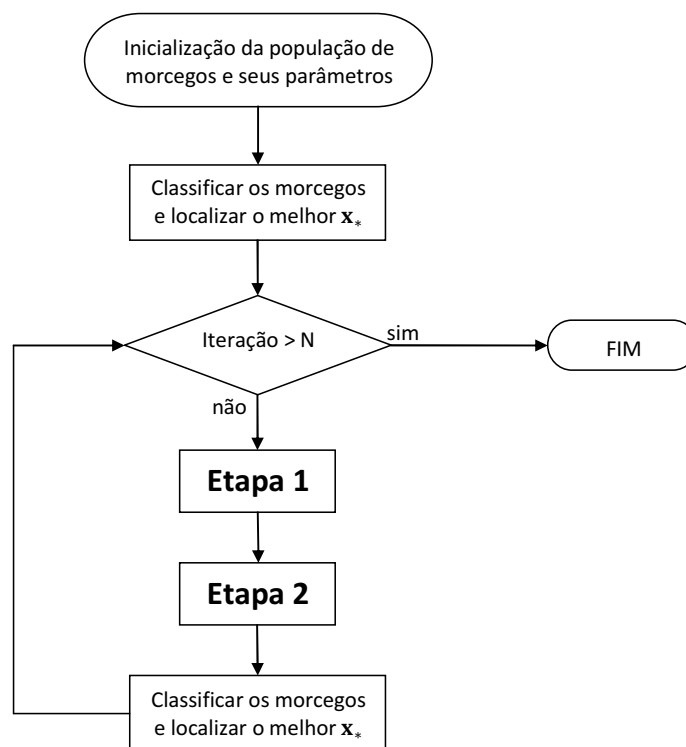 Inicialização da população de
morcegos e seus parâmetros
Classificar os morcegos
e localizar o melhor x*
Iteração > N
sim
FIM
não
Etapa 1
Etapa 2
Classificar os morcegos
e localizar o melhor x*